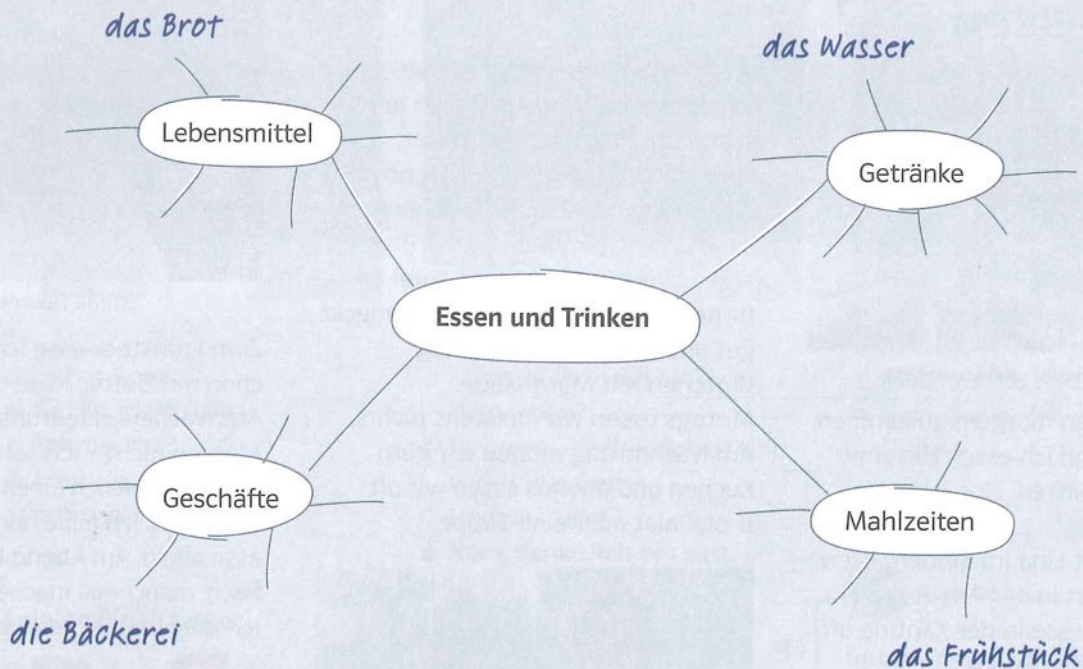 das Brot
das Wasser
Lebensmittel
Getränke
Essen und Trinken
Geschäfte
Mahlzeiten
die Bäckerei
das Frühstück